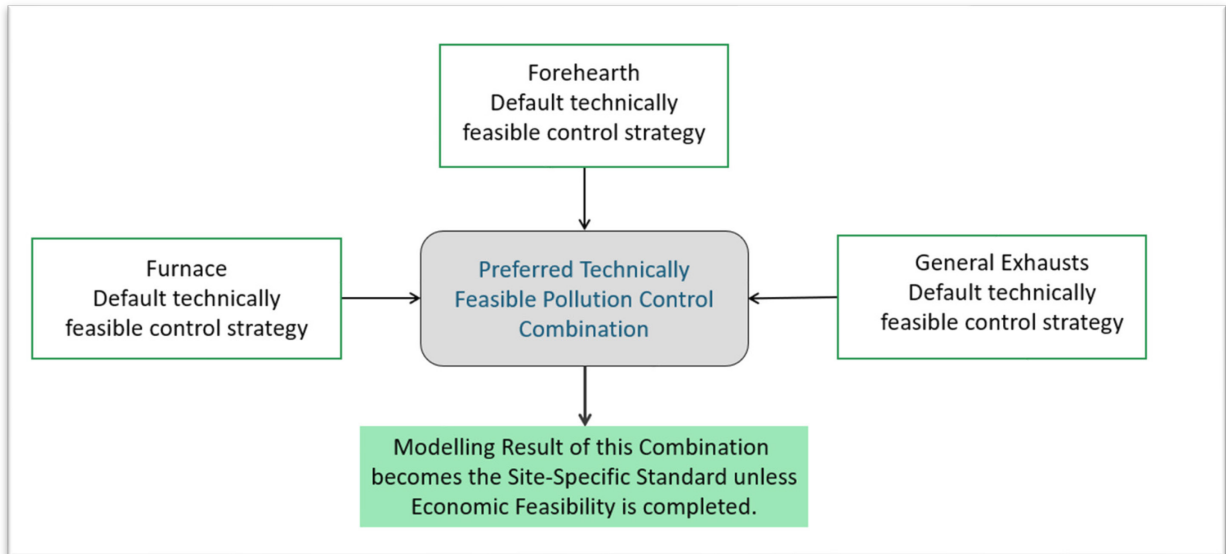 Forehearth
Default technically
feasible control strategy
Furnace
Default technically
feasible control strategy
Preferred Technically
Feasible Pollution Control
Combination
General Exhausts
Default technically
feasible control strategy
Modelling Result of this Combination
becomes the Site-Specific Standard unless
Economic Feasibility is completed.